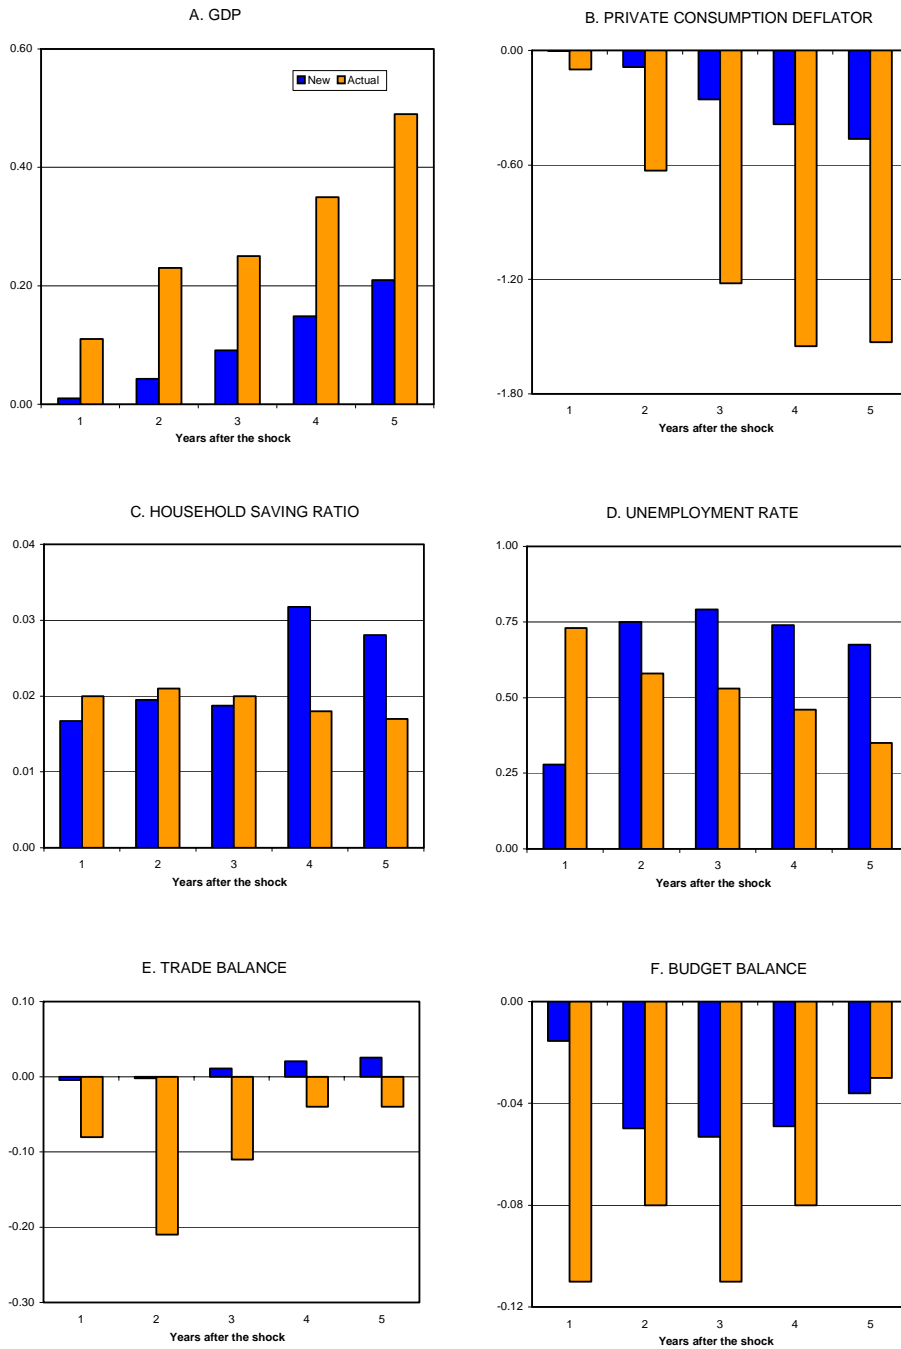 A. GDP
0.60
0.40
0.20
0.00
New Actual
1 2 3 4 5
Years after the shock
B. PRIVATE CONSUMPTION DEFLATOR
0.00
-0.60
-1.20
-1.80
1 2 3 4 5
Years after the shock
C. HOUSEHOLD SAVING RATIO
0.04
0.03
0.02
0.01
0.00
1 2 3 4 5
Years after the shock
D. UNEMPLOYMENT RATE
1.00
0.75
0.50
0.25
0.00
1 2 3 4 5
Years after the shock
E. TRADE BALANCE
0.10
0.00
-0.10
-0.20
-0.30
1 2 3 4 5
Years after the shock
F. BUDGET BALANCE
0.00
-0.04
-0.08
-0.12
1 2 3 4 5
Years after the shock